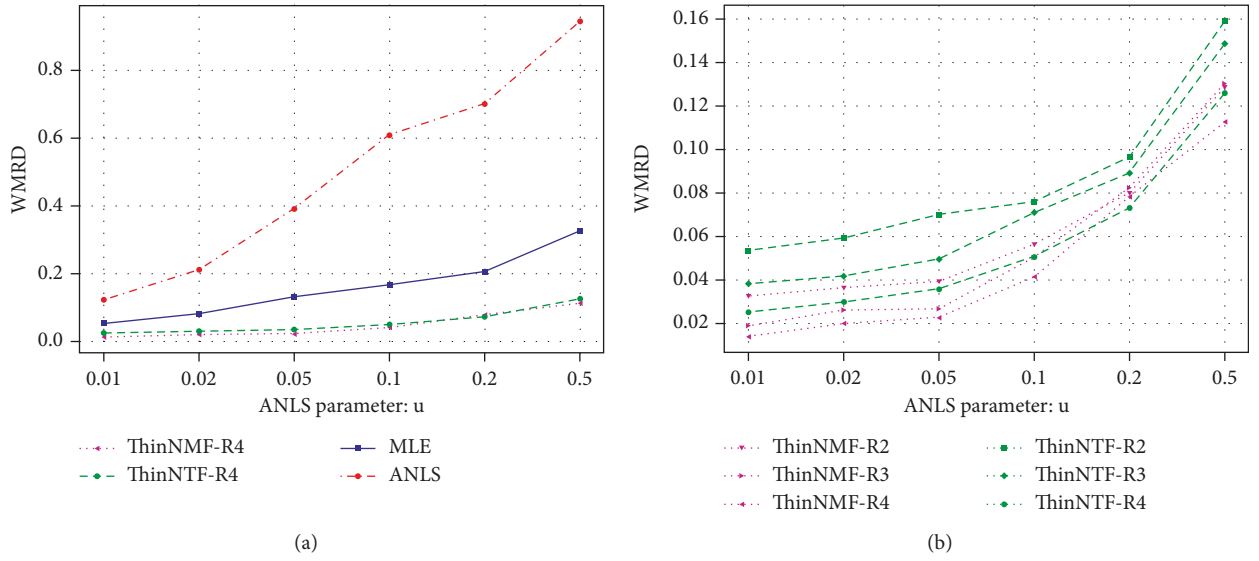 WMRD
0.8
0.6
0.4
0.2
0.0
0.01 0.02 0.05 0.1 0.2 0.5
ANLS parameter: u
ThinNMF-R4 MLE
ThinNTF-R4 ANLS
(a)
WMRD
0.16
0.14
0.12
0.10
0.08
0.06
0.04
0.02
0.01 0.02 0.05 0.1 0.2 0.5
ANLS parameter: u
ThinNMF-R2 ThinNTF-R2
ThinNMF-R3 ThinNTF-R3
ThinNMF-R4 ThinNTF-R4
(b)